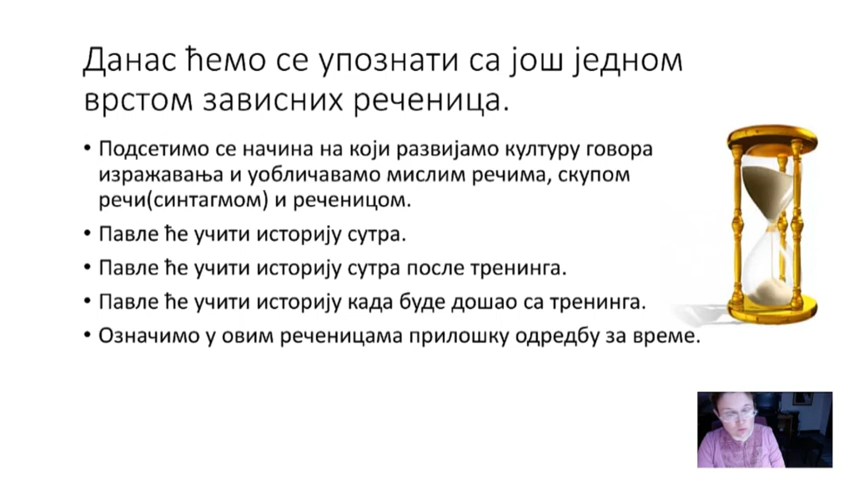 Данас ћемо се упознати са још једном
врстом зависних реченица.
• Подсетимо се начина на који развијамо културу говора
изражавања и уобличавамо мислим речима, скупом
речи(синтагмом) и реченицом.
• Павле ће учити историју сутра.
• Павле ће учити историју сутра после тренинга.
• Павле ће учити историју када буде дошао са тренинга.
• Означимо у овим реченицама прилошку одредбу за време.